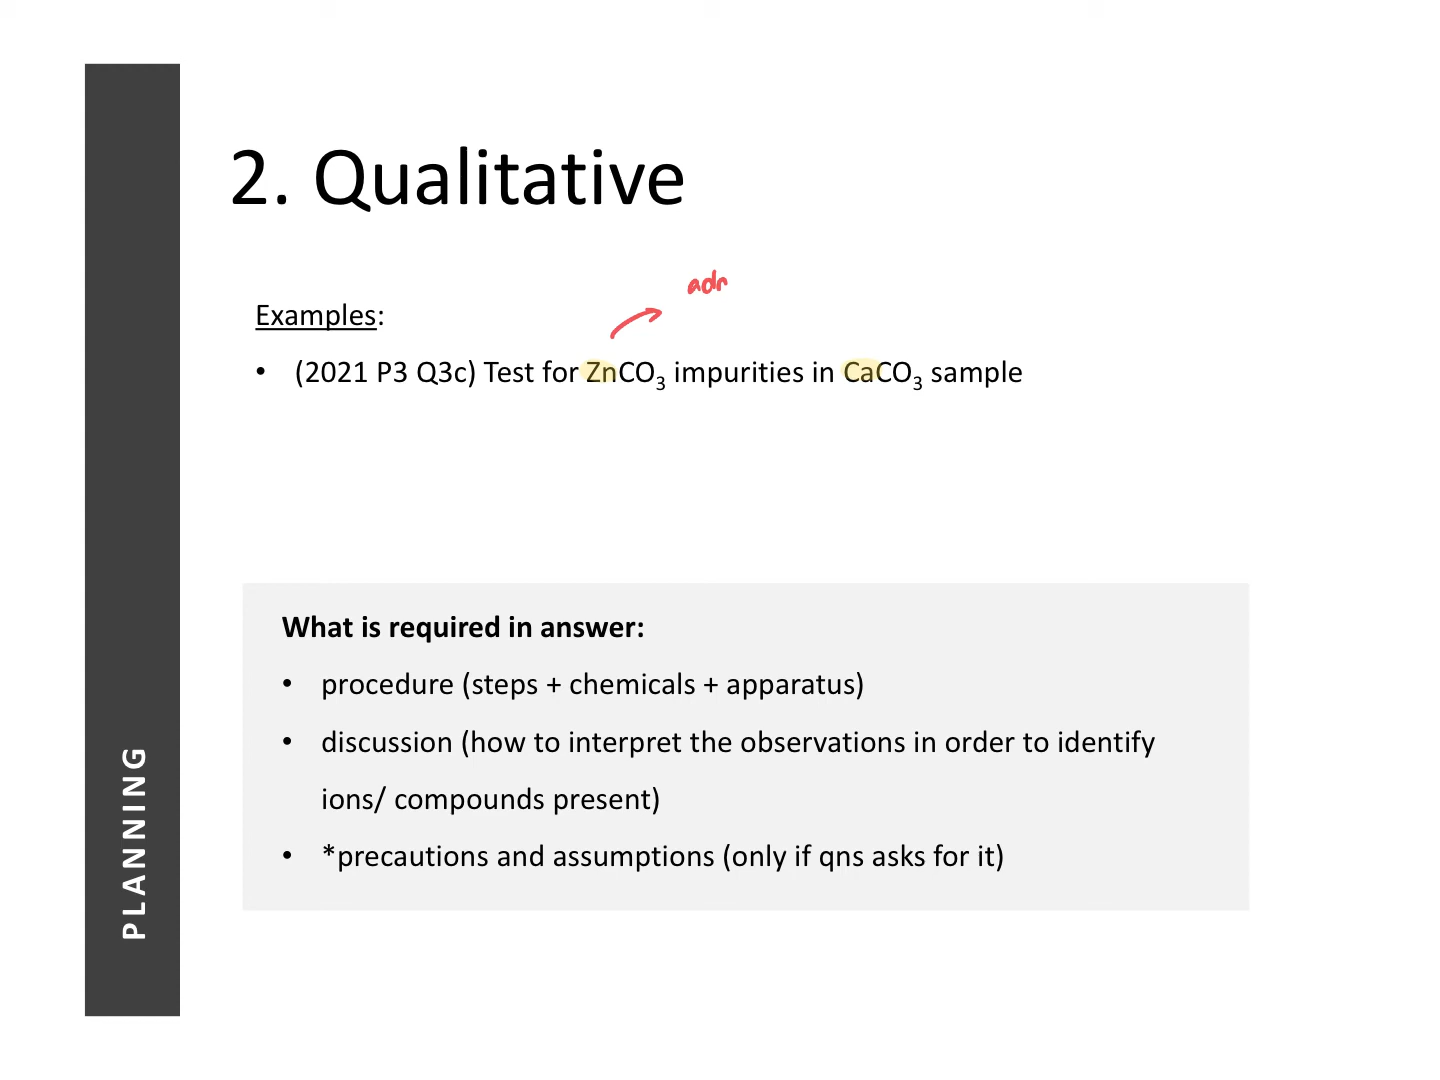 2. Qualitative
adn
Examples:
• (2021 P3 Q3c) Test for ZnCO₃ impurities in CaCO₃ sample
What is required in answer:
• procedure (steps + chemicals + apparatus)
• discussion (how to interpret the observations in order to identify
ions/ compounds present)
• *precautions and assumptions (only if qns asks for it)
PLANNING